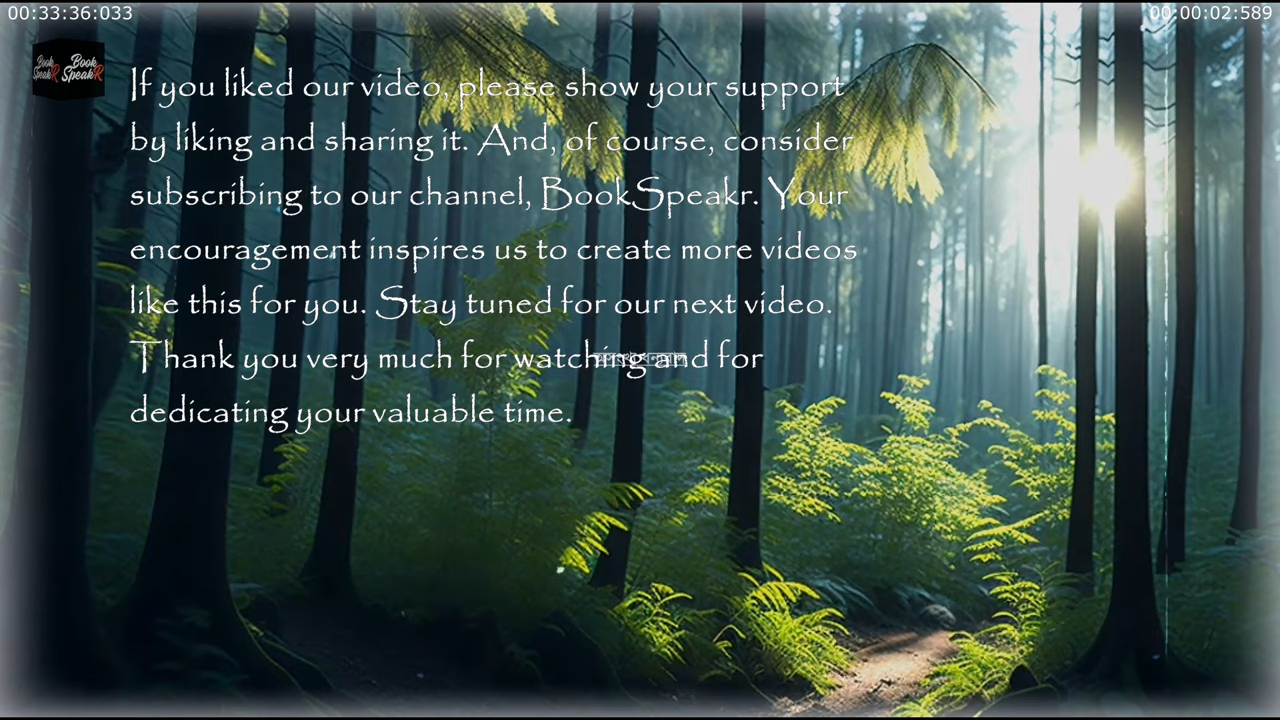 00:33:36:033
00:00:02:589
Book Book
SpeakR SpeakR
If you liked our video, please show your support
by liking and sharing it. And, of course, consider
subscribing to our channel, BookSpeakr. Your
encouragement inspires us to create more videos
like this for you. Stay tuned for our next video.
Thank you very much for watching and for
dedicating your valuable time.